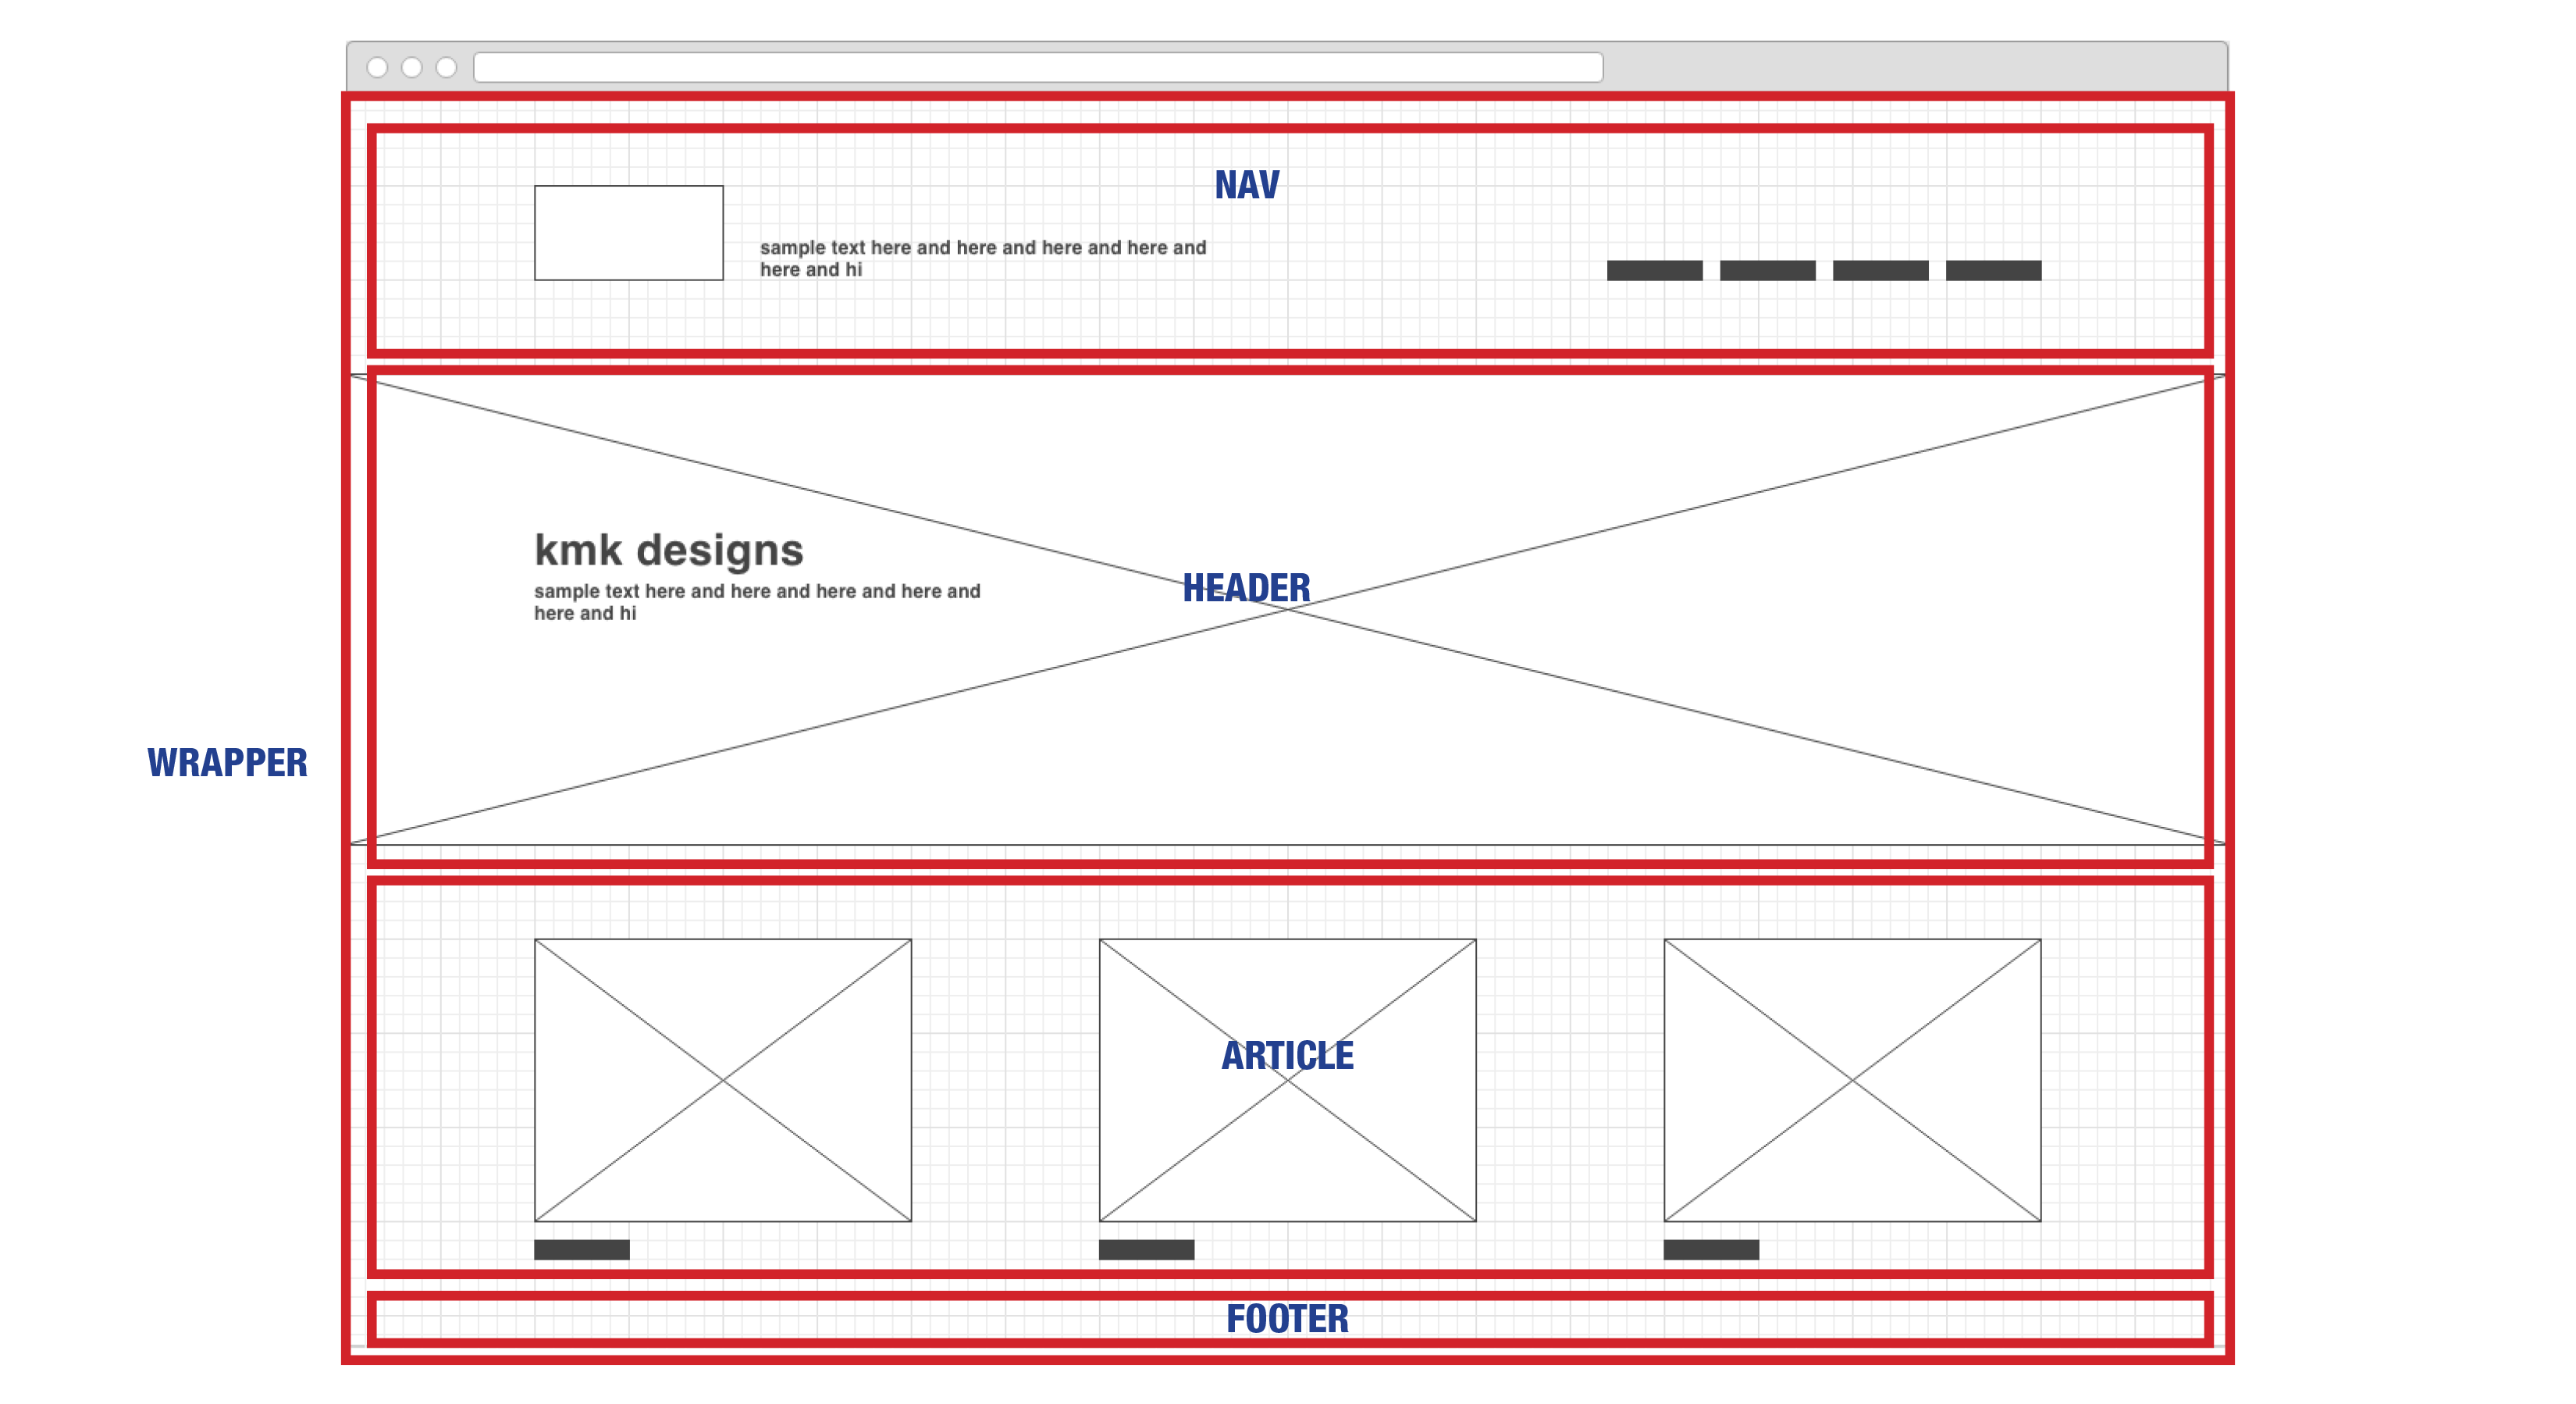 NAV
sample text here and here and here and here and
here and hi
kmk designs
HEADER
sample text here and here and here and here and
here and hi
WRAPPER
ARTICLE
FOOTER